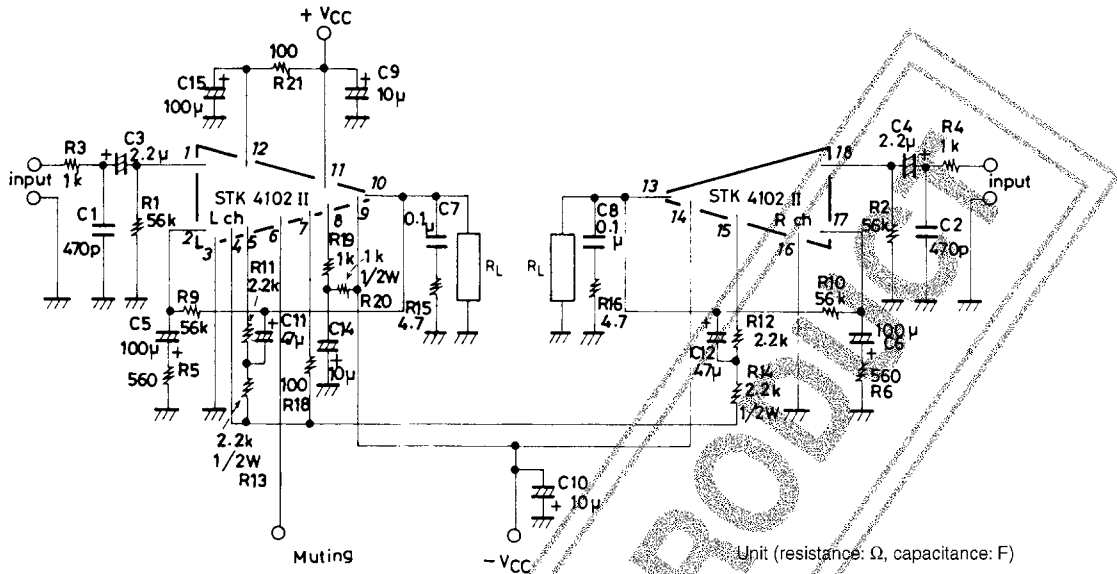 + VCC
100
R21
C15
100µ
C9
10µ
R3
1k
C3
2.2µ
1
12
11
10
input
C1
470p
R1
56k
STK 4102 II
L ch
2
3
4
5
6
7
8
9
R11
2.2k
R19
1k
1k
1/2W
R20
0.1µ
C7
RL
R15
4.7
R9
56k
C5
100µ
R5
560
C11
47µ
C14
10µ
100
R18
2.2k
1/2W
R13
Muting
RL
C8
0.1
µ
R16
4.7
13
14
15
STK 4102 II
R ch
16
17
18
C4
2.2µ
R4
1k
input
R2
56k
C2
470p
R10
56k
100µ
C6
560
R6
C12
47µ
R12
2.2k
R14
2.2k
1/2W
C10
10µ
- VCC
PRODUCT
Unit (resistance: Ω, capacitance: F)